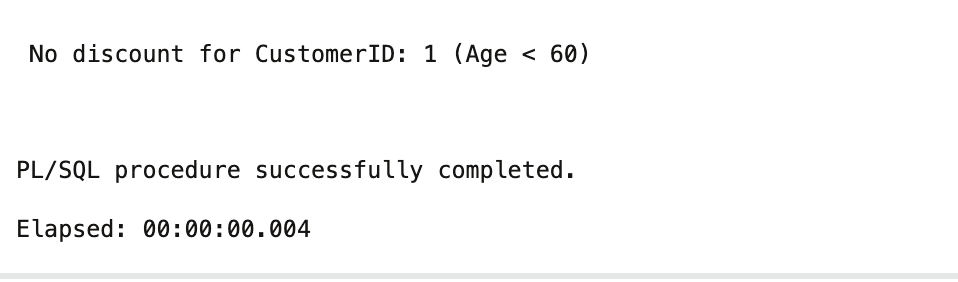 No discount for CustomerID: 1 (Age < 60)
PL/SQL procedure successfully completed.
Elapsed: 00:00:00.004